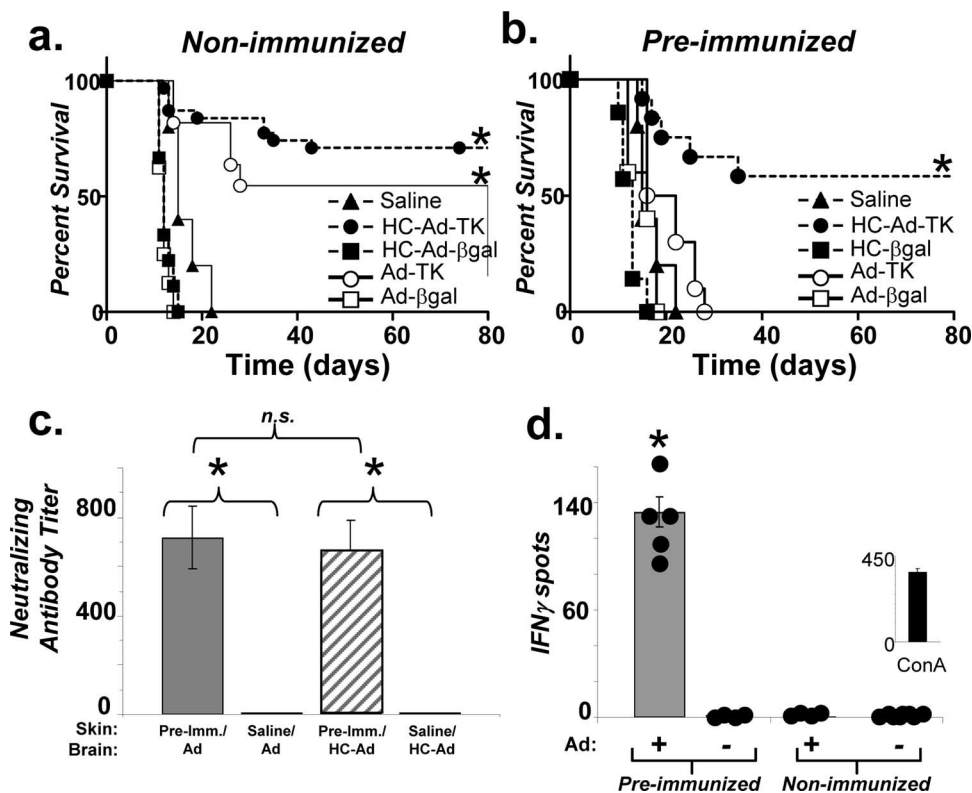 a.
Non-immunized
Percent Survival
100
50
0
0 20 40 60 80
Time (days)
Saline
HC-Ad-TK
HC-Ad-βgal
Ad-TK
Ad-βgal
*
*
b.
Pre-immunized
Percent Survival
100
50
0
0 20 40 60 80
Time (days)
Saline
HC-Ad-TK
HC-βgal
Ad-TK
Ad-βgal
*
c.
n.s.
* *
Neutralizing
Antibody Titer
800
400
0
Skin: Pre-Imm./ Saline/ Pre-Imm./ Saline/
Brain: Ad Ad HC-Ad HC-Ad
d.
*
IFNγ spots
140
60
0
450
0
ConA
Ad: + - + -
Pre-immunized Non-immunized